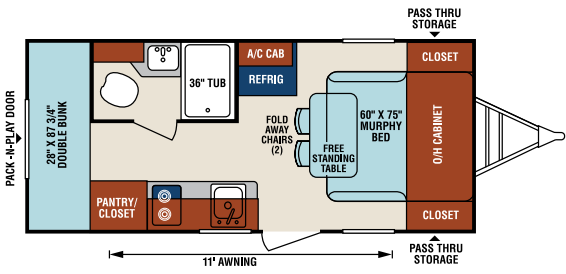 PASS THRU
STORAGE
CLOSET
A/C CAB
REFRIG
36" TUB
PACK-N-PLAY DOOR
28" X 87 3/4"
DOUBLE BUNK
FOLD
AWAY
CHAIRS
(2)
FREE
STANDING
TABLE
60" X 75"
MURPHY
BED
O/H CABINET
PANTRY/
CLOSET
CLOSET
11' AWNING
PASS THRU
STORAGE